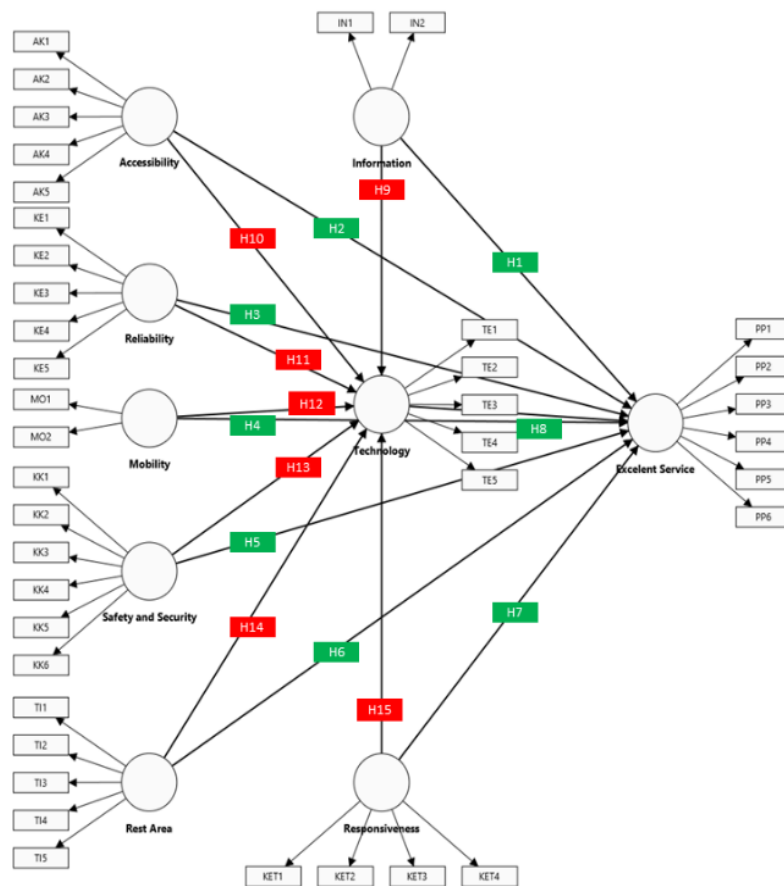 IN1
IN2
AK1
AK2
AK3
AK4
AK5
Accessibility
Information
H9
H10
H2
H1
KE1
KE2
KE3
KE4
KE5
Reliability
H3
H11
TE1
TE2
TE3
TE4
TE5
PP1
PP2
PP3
PP4
PP5
PP6
MO1
MO2
Mobility
H12
H4
Technology
H8
Excelent Service
H13
KK1
KK2
KK3
KK4
KK5
KK6
Safety and Security
H5
H14
H6
H7
TI1
TI2
TI3
TI4
TI5
Rest Area
H15
Responsiveness
KET1
KET2
KET3
KET4